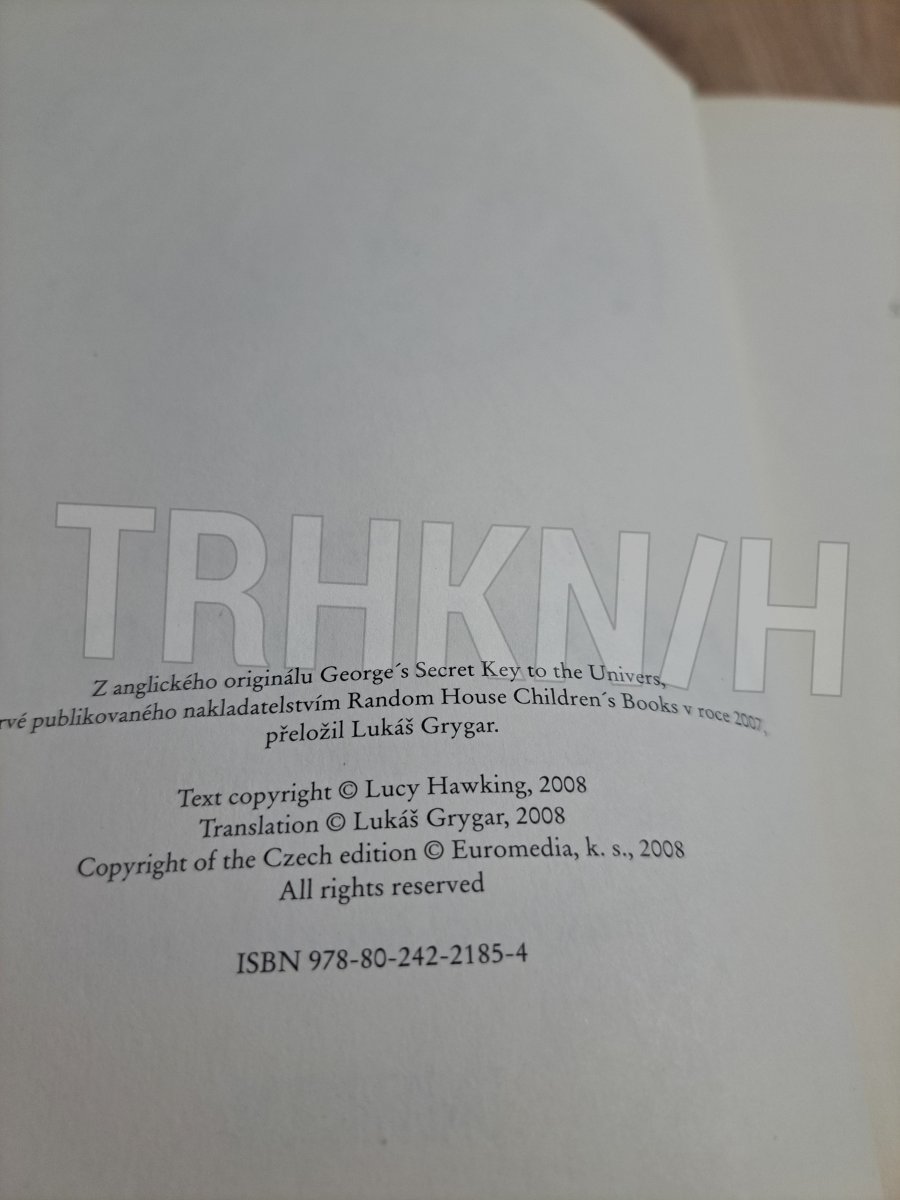 TRHKN/H
Z anglického originálu George´s Secret Key to the Univers,
rvé publikovaného nakladatelstvím Random House Children´s Books v roce 2007,
přeložil Lukáš Grygar.
Text copyright © Lucy Hawking, 2008
Translation © Lukáš Grygar, 2008
Copyright of the Czech edition © Euromedia, k. s., 2008
All rights reserved
ISBN 978-80-242-2185-4